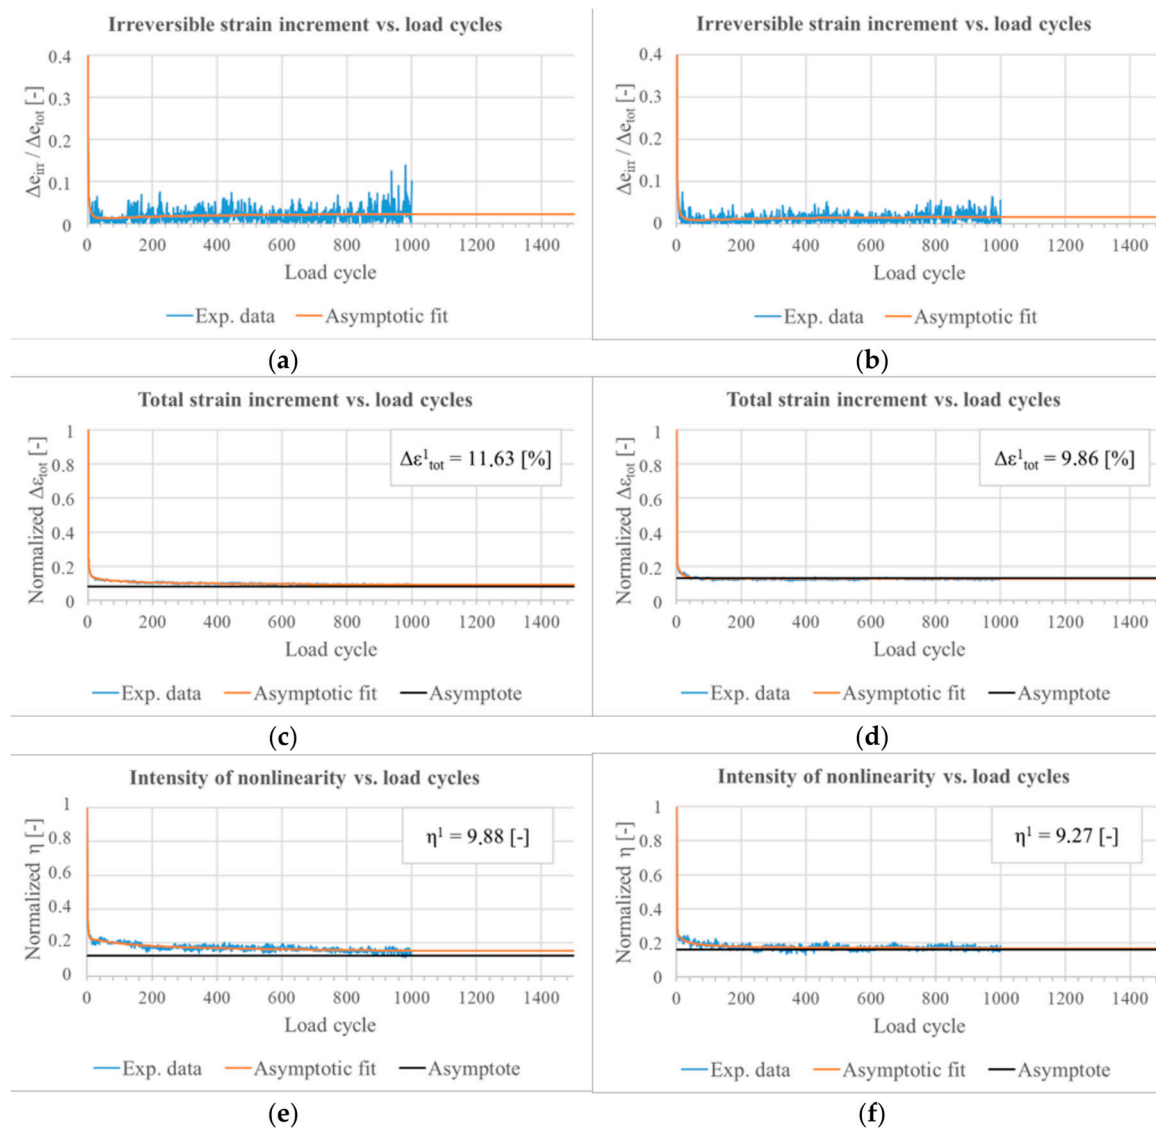 Irreversible strain increment vs. load cycles
0.4
0.3
0.2
0.1
0
Δe_irr / Δe_tot [-]
0 200 400 600 800 1000 1200 1400
Load cycle
Exp. data Asymptotic fit
(a)
Irreversible strain increment vs. load cycles
0.4
0.3
0.2
0.1
0
Δe_irr / Δe_tot [-]
0 200 400 600 800 1000 1200 1400
Load cycle
Exp. data Asymptotic fit
(b)
Total strain increment vs. load cycles
1
0.8
0.6
0.4
0.2
0
Normalized Δε_tot [-]
Δε¹_tot = 11.63 [%]
0 200 400 600 800 1000 1200 1400
Load cycle
Exp. data Asymptotic fit Asymptote
(c)
Total strain increment vs. load cycles
1
0.8
0.6
0.4
0.2
0
Normalized Δε_tot [-]
Δε¹_tot = 9.86 [%]
0 200 400 600 800 1000 1200 1400
Load cycle
Exp. data Asymptotic fit Asymptote
(d)
Intensity of nonlinearity vs. load cycles
1
0.8
0.6
0.4
0.2
0
Normalized η [-]
η¹ = 9.88 [-]
0 200 400 600 800 1000 1200 1400
Load cycle
Exp. data Asymptotic fit Asymptote
(e)
Intensity of nonlinearity vs. load cycles
1
0.8
0.6
0.4
0.2
0
Normalized η [-]
η¹ = 9.27 [-]
0 200 400 600 800 1000 1200 1400
Load cycle
Exp. data Asymptotic fit Asymptote
(f)